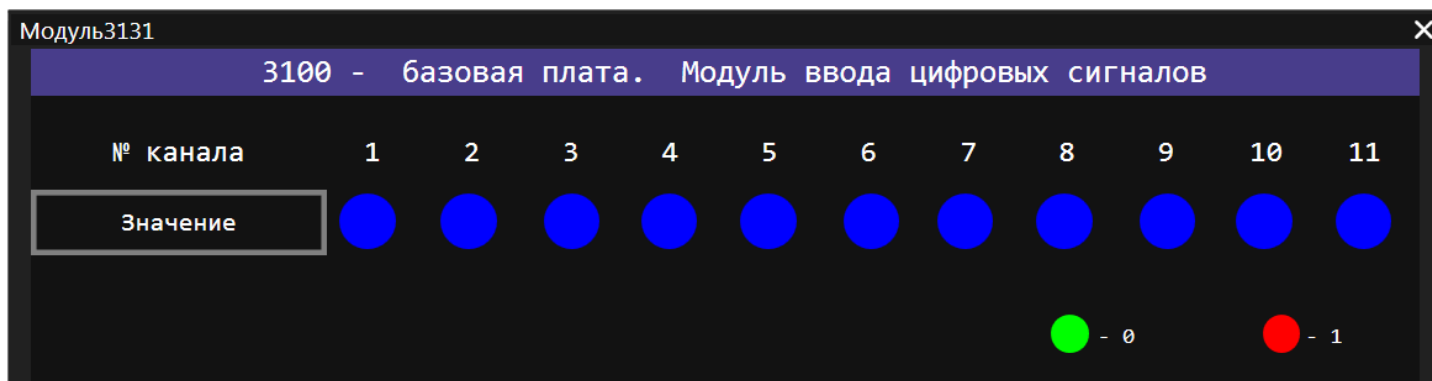 Модуль3131
3100 - базовая плата. Модуль ввода цифровых сигналов
№ канала 1 2 3 4 5 6 7 8 9 10 11
Значение
- 0 - 1